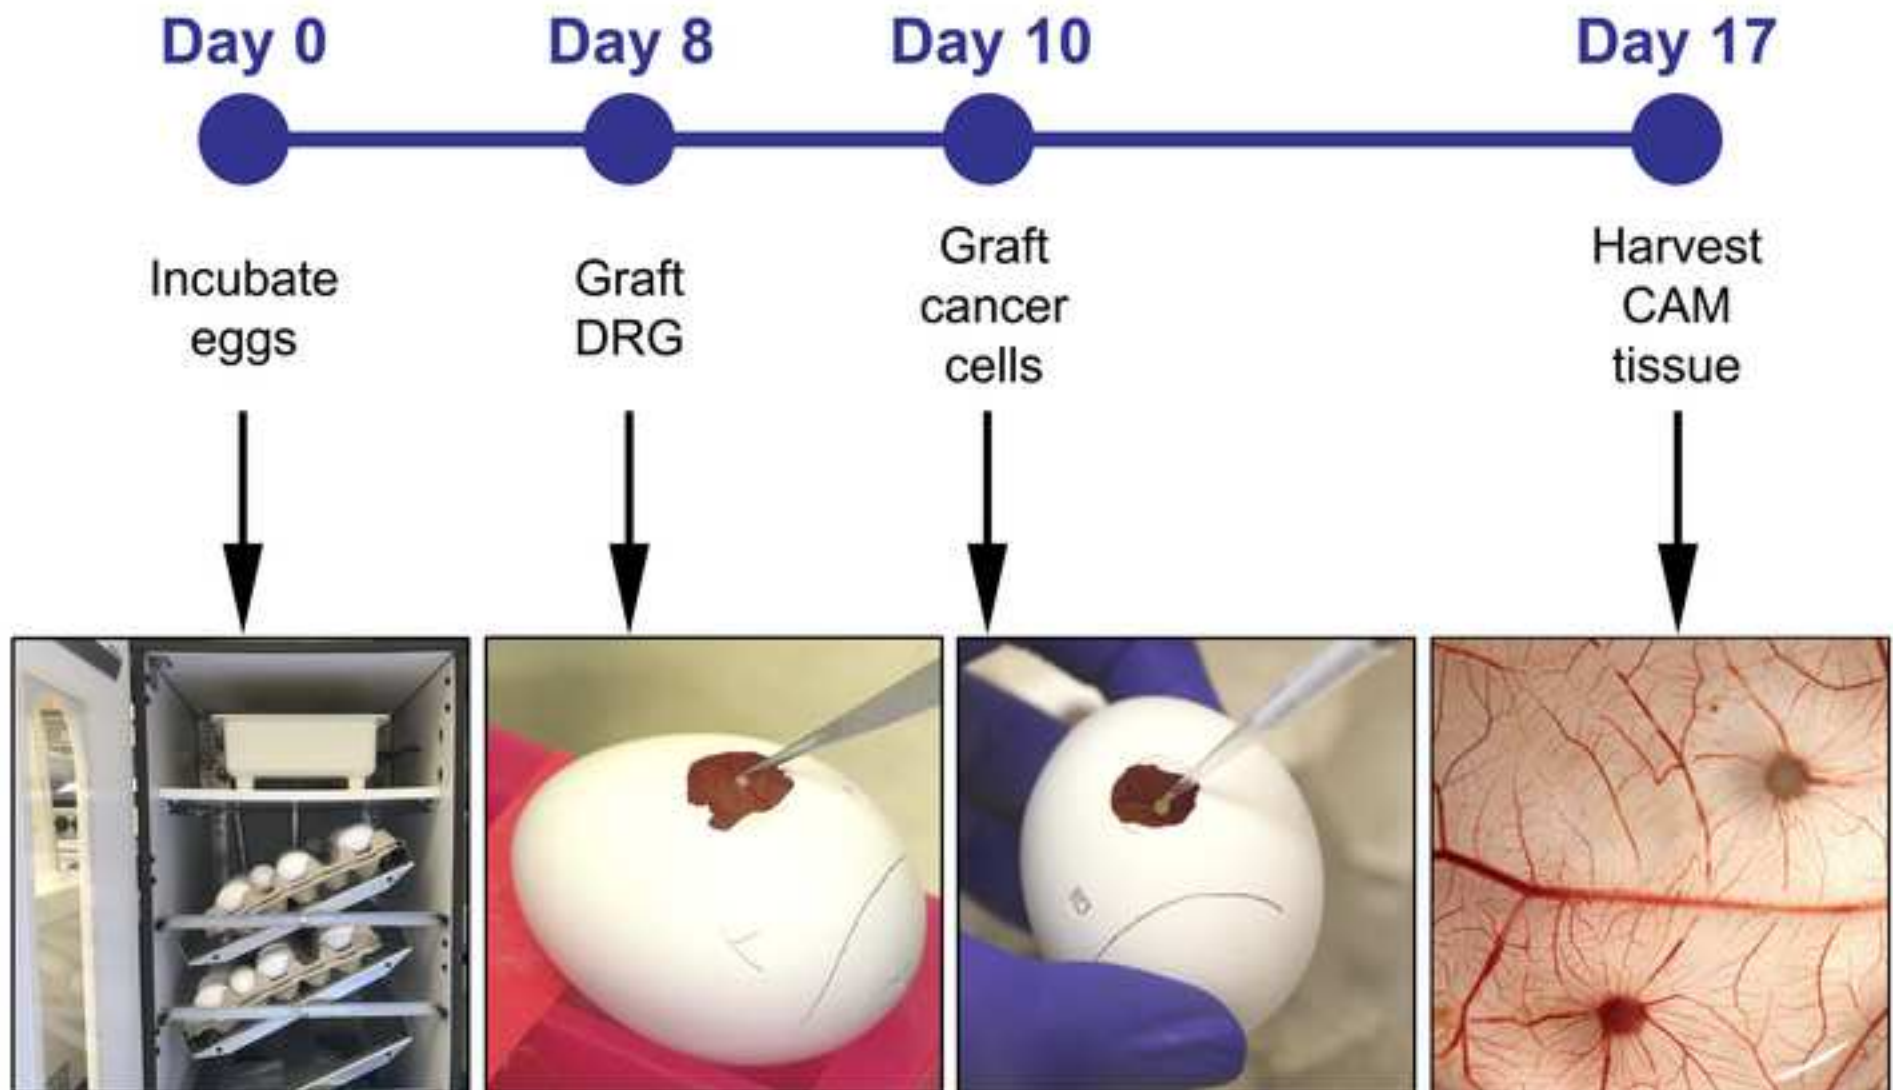 Day 0
Day 8
Day 10
Day 17
Incubate
eggs
Graft
DRG
Graft
cancer
cells
Harvest
CAM
tissue